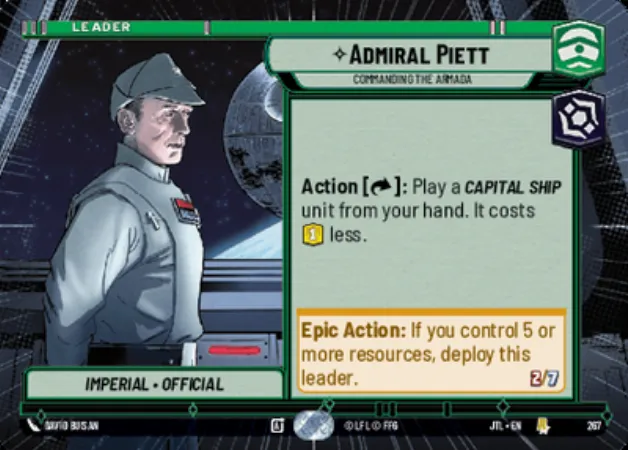 LEADER
ADMIRAL PIETT
COMMANDING THE ARMADA
Action [ ]: Play a CAPITAL SHIP
unit from your hand. It costs
1 less.
Epic Action: If you control 5 or
more resources, deploy this
leader.
2/7
IMPERIAL • OFFICIAL
DAVID BUISAN
© LFL © FFG
JTL • EN
267